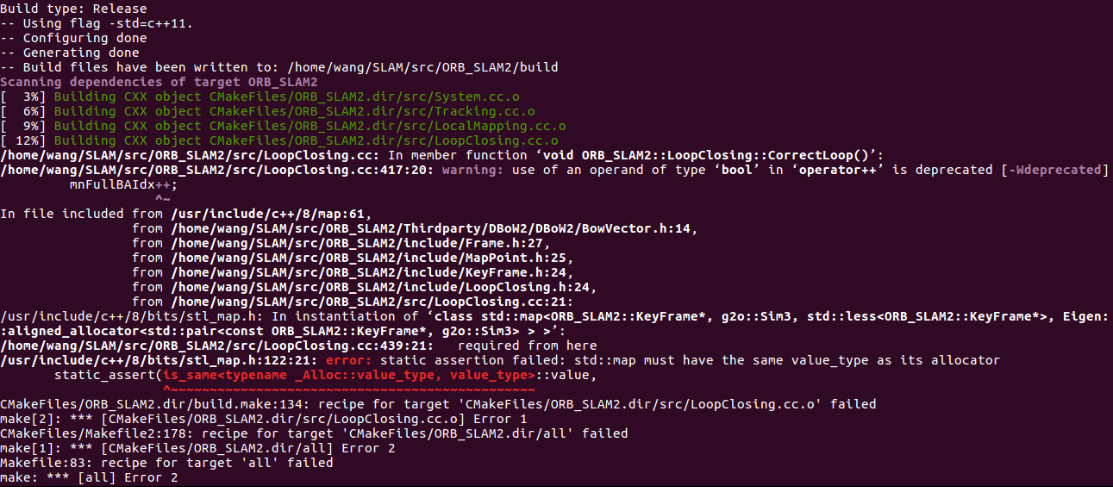 Build type: Release
-- Using flag -std=c++11.
-- Configuring done
-- Generating done
-- Build files have been written to: /home/wang/SLAM/src/ORB_SLAM2/build
Scanning dependencies of target ORB_SLAM2
[  3%] Building CXX object CMakeFiles/ORB_SLAM2.dir/src/System.cc.o
[  6%] Building CXX object CMakeFiles/ORB_SLAM2.dir/src/Tracking.cc.o
[  9%] Building CXX object CMakeFiles/ORB_SLAM2.dir/src/LocalMapping.cc.o
[ 12%] Building CXX object CMakeFiles/ORB_SLAM2.dir/src/LoopClosing.cc.o
/home/wang/SLAM/src/ORB_SLAM2/src/LoopClosing.cc: In member function ‘void ORB_SLAM2::LoopClosing::CorrectLoop()’:
/home/wang/SLAM/src/ORB_SLAM2/src/LoopClosing.cc:417:20: warning: use of an operand of type ‘bool’ in ‘operator++’ is deprecated [-Wdeprecated]
         mnFullBAIdx++;
                    ^~
In file included from /usr/include/c++/8/map:61,
                 from /home/wang/SLAM/src/ORB_SLAM2/Thirdparty/DBoW2/DBoW2/BowVector.h:14,
                 from /home/wang/SLAM/src/ORB_SLAM2/include/Frame.h:27,
                 from /home/wang/SLAM/src/ORB_SLAM2/include/MapPoint.h:25,
                 from /home/wang/SLAM/src/ORB_SLAM2/include/KeyFrame.h:24,
                 from /home/wang/SLAM/src/ORB_SLAM2/include/LoopClosing.h:24,
                 from /home/wang/SLAM/src/ORB_SLAM2/src/LoopClosing.cc:21:
/usr/include/c++/8/bits/stl_map.h: In instantiation of ‘class std::map<ORB_SLAM2::KeyFrame*, g2o::Sim3, std::less<ORB_SLAM2::KeyFrame*>, Eigen:
:aligned_allocator<std::pair<const ORB_SLAM2::KeyFrame*, g2o::Sim3> > >’:
/home/wang/SLAM/src/ORB_SLAM2/src/LoopClosing.cc:439:21:   required from here
/usr/include/c++/8/bits/stl_map.h:122:21: error: static assertion failed: std::map must have the same value_type as its allocator
       static_assert(is_same<typename _Alloc::value_type, value_type>::value,
                     ^~~~~~~~~~~~~~~~~~~~~~~~~~~~~~~~~~~~~~~~~~~~~~~
CMakeFiles/ORB_SLAM2.dir/build.make:134: recipe for target 'CMakeFiles/ORB_SLAM2.dir/src/LoopClosing.cc.o' failed
make[2]: *** [CMakeFiles/ORB_SLAM2.dir/src/LoopClosing.cc.o] Error 1
CMakeFiles/Makefile2:178: recipe for target 'CMakeFiles/ORB_SLAM2.dir/all' failed
make[1]: *** [CMakeFiles/ORB_SLAM2.dir/all] Error 2
Makefile:83: recipe for target 'all' failed
make: *** [all] Error 2